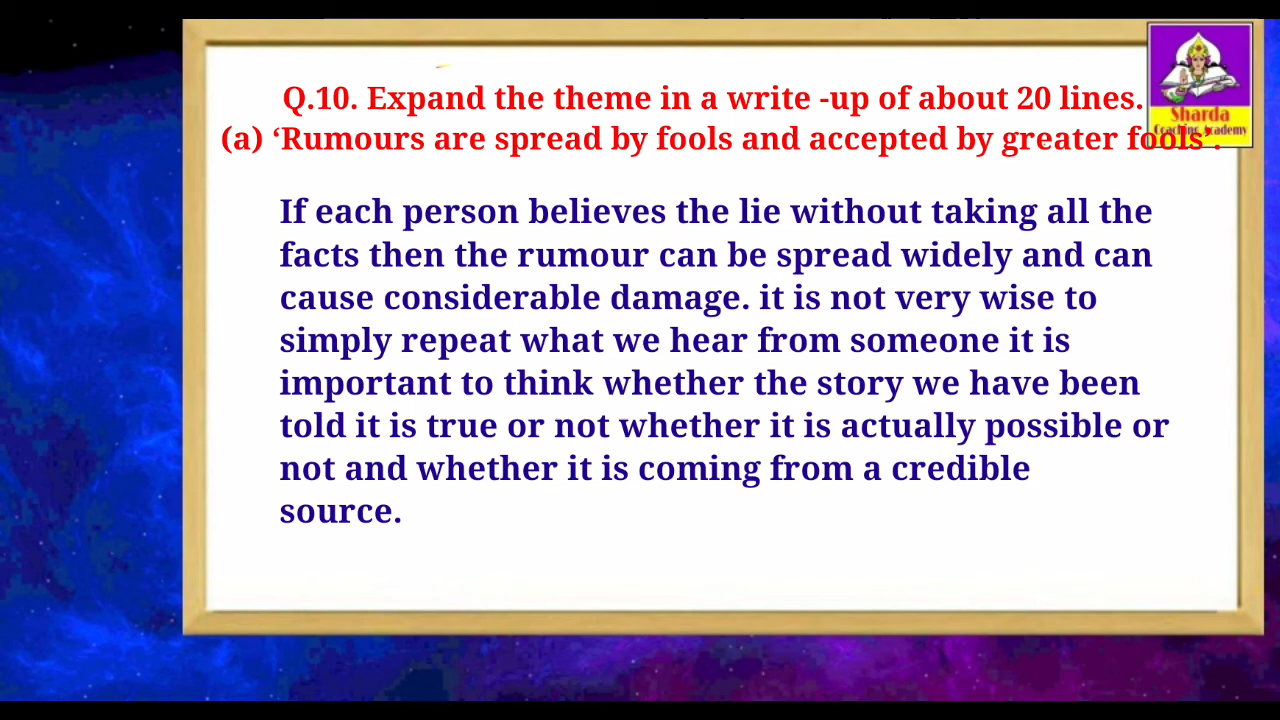 Q.10. Expand the theme in a write -up of about 20 lines.
(a) ‘Rumours are spread by fools and accepted by greater fools’.
Sharda
Coaching Academy
If each person believes the lie without taking all the
facts then the rumour can be spread widely and can
cause considerable damage. it is not very wise to
simply repeat what we hear from someone it is
important to think whether the story we have been
told it is true or not whether it is actually possible or
not and whether it is coming from a credible
source.